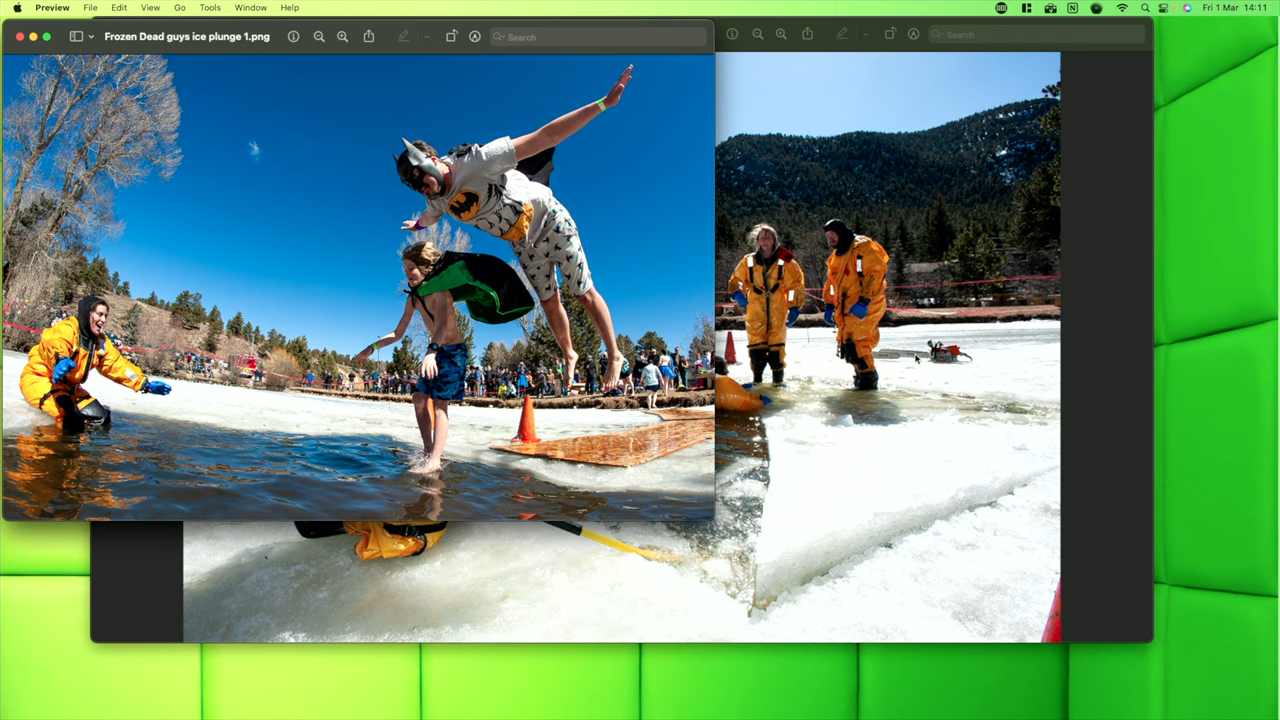 Preview File Edit View Go Tools Window Help Fri 1 Mar 14:11
Frozen Dead guys ice plunge 1.png Search
Search